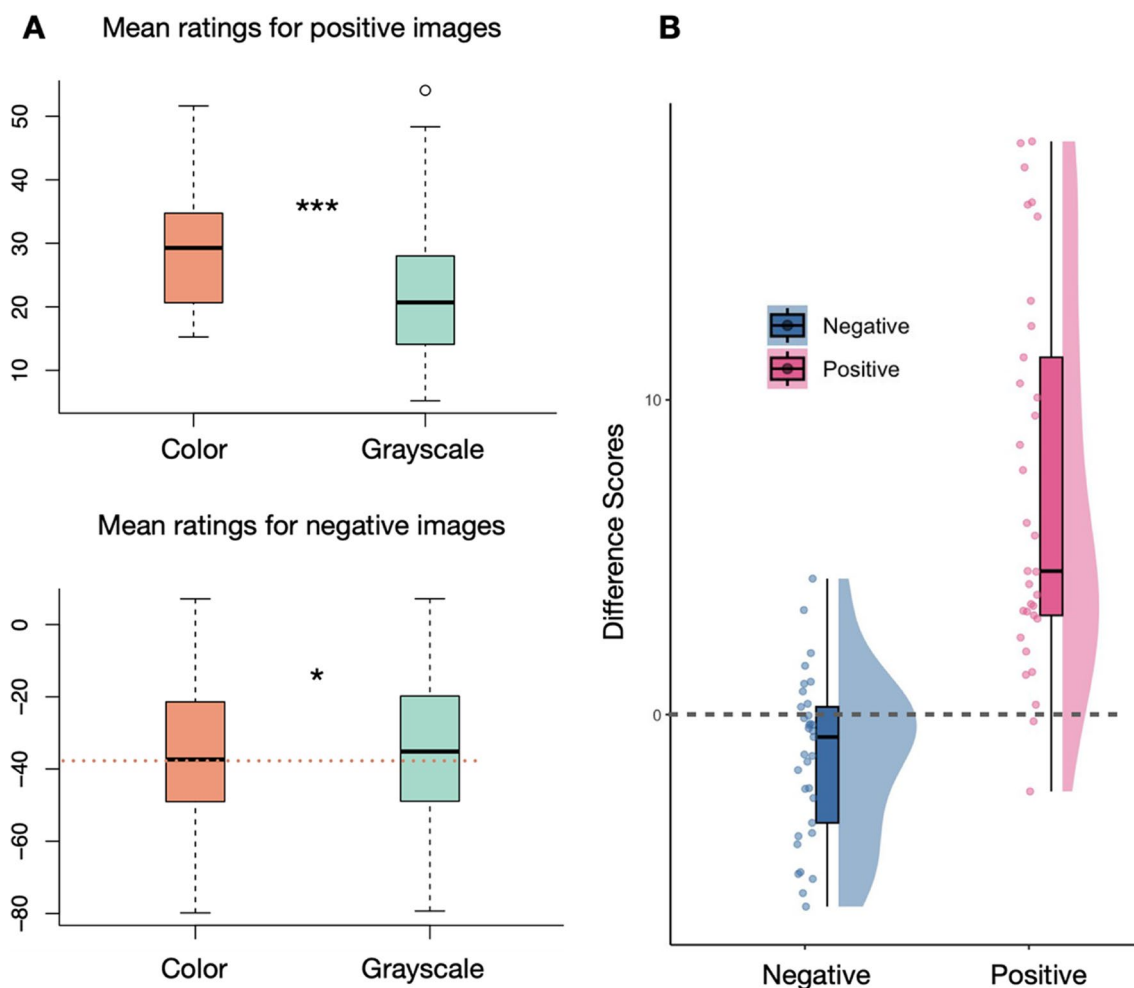 A
Mean ratings for positive images
50
40
30
20
10
***
Color Grayscale
Mean ratings for negative images
0
−20
−40
−60
−80
*
Color Grayscale
B
Difference Scores
10
0
Negative
Positive
Negative Positive